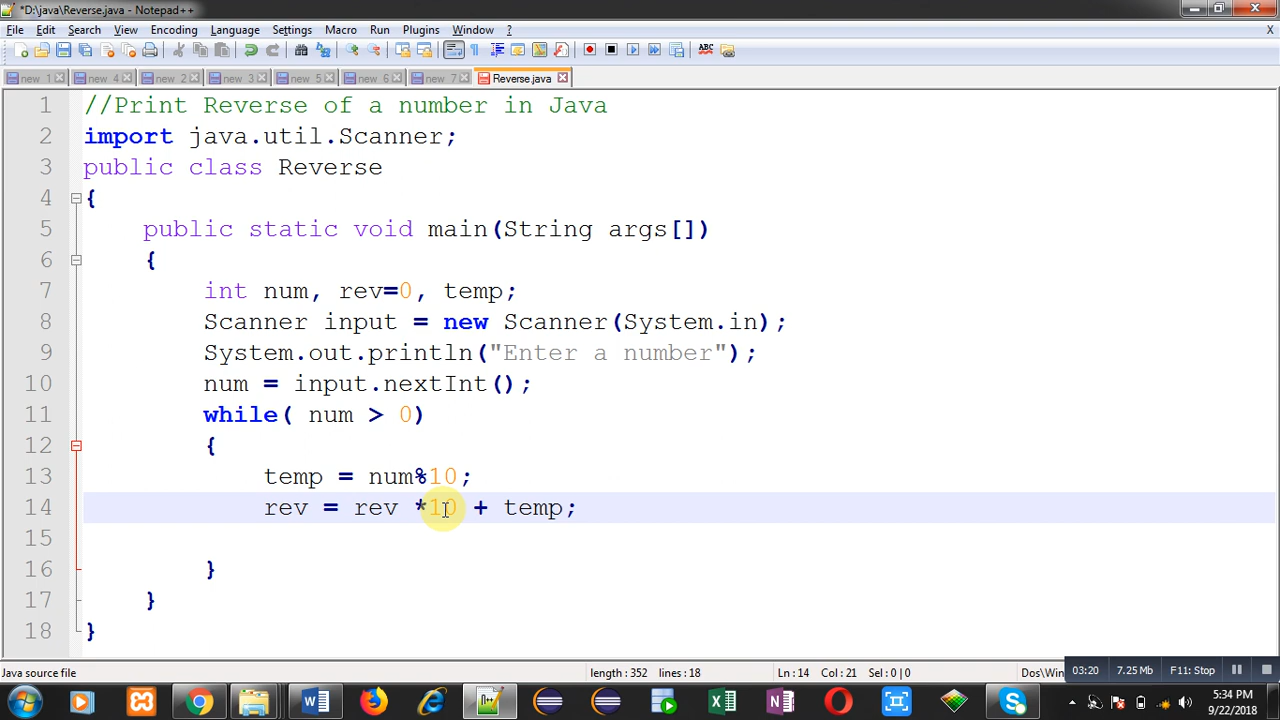 *D:\java\Reverse.java - Notepad++
File Edit Search View Encoding Language Settings Macro Run Plugins Window ? X
new 1 new 4 new 2 new 3 new 5 new 6 new 7 Reverse.java
1 //Print Reverse of a number in Java
2 import java.util.Scanner;
3 public class Reverse
4 {
5 public static void main(String args[])
6 {
7 int num, rev=0, temp;
8 Scanner input = new Scanner(System.in);
9 System.out.println("Enter a number");
10 num = input.nextInt();
11 while( num > 0)
12 {
13 temp = num%10;
14 rev = rev *10 + temp;
15
16 }
17 }
18 }
Java source file length : 352 lines : 18 Ln : 14 Col : 21 Sel : 0 | 0 Dos\Win 03:20 7.25 Mb F11: Stop
5:34 PM
9/22/2018